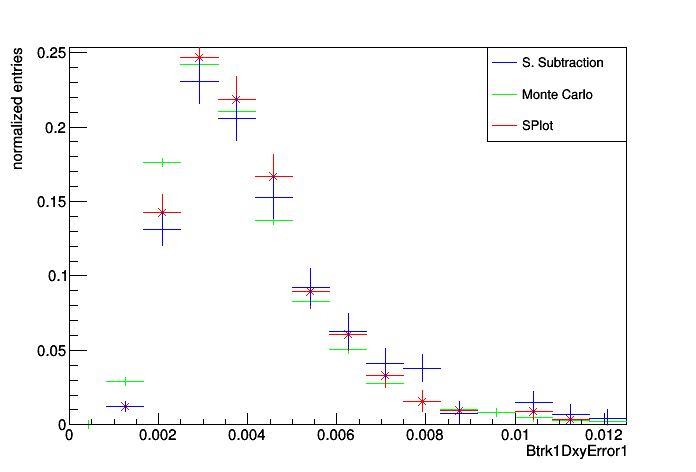 normalized entries
0.25
0.2
0.15
0.1
0.05
0
S. Subtraction
Monte Carlo
SPlot
0 0.002 0.004 0.006 0.008 0.01 0.012
Btrk1DxyError1